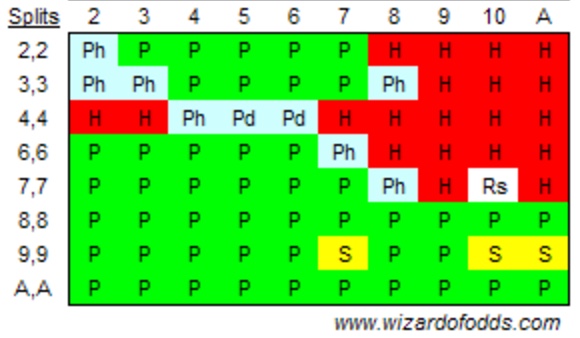 Splits 2 3 4 5 6 7 8 9 10 A
2,2 Ph P P P P P H H H H
3,3 Ph Ph P P P P Ph H H H
4,4 H H Ph Pd Pd H H H H H
6,6 P P P P P Ph H H H H
7,7 P P P P P P Ph H Rs H
8,8 P P P P P P P P P P
9,9 P P P P P S P P S S
A,A P P P P P P P P P P
www.wizardofodds.com